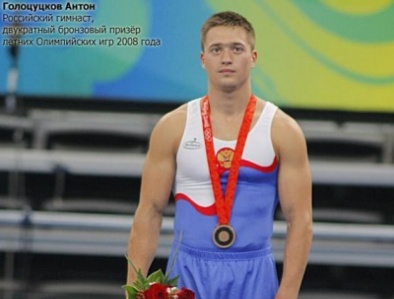 Голоцуцков Антон
Российский гимнаст,
двукратный бронзовый призёр
летних Олимпийских игр 2008 года